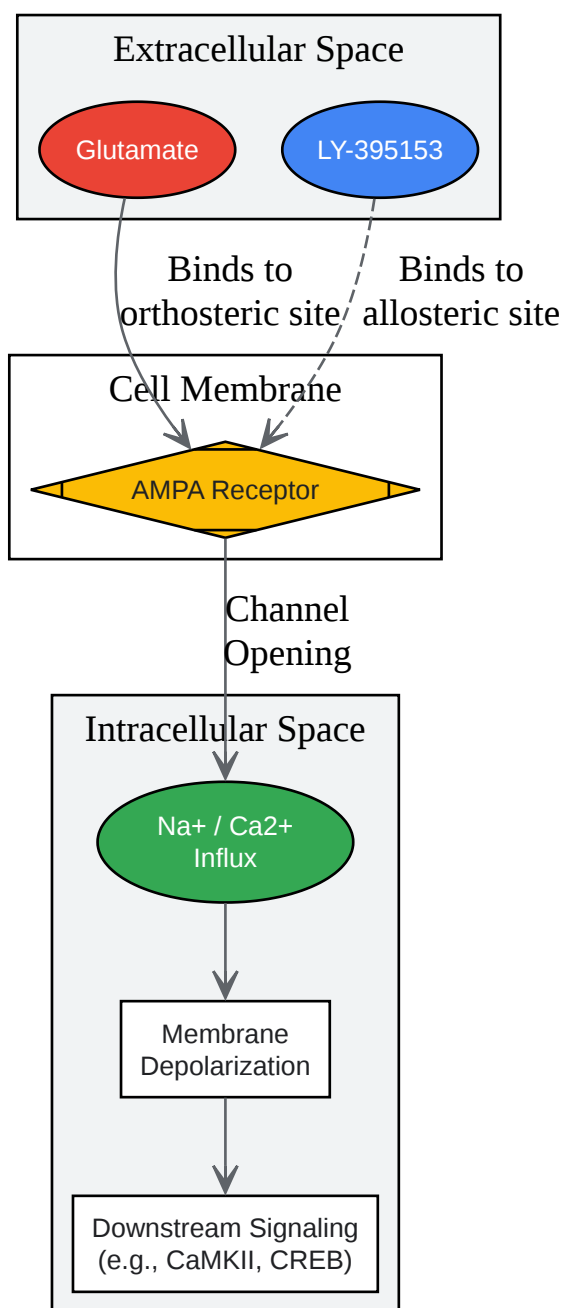 Extracellular Space
Glutamate
LY-395153
Binds to
orthosteric site
Binds to
allosteric site
Cell Membrane
AMPA Receptor
Channel
Opening
Intracellular Space
Na+ / Ca2+
Influx
Membrane
Depolarization
Downstream Signaling
(e.g., CaMKII, CREB)